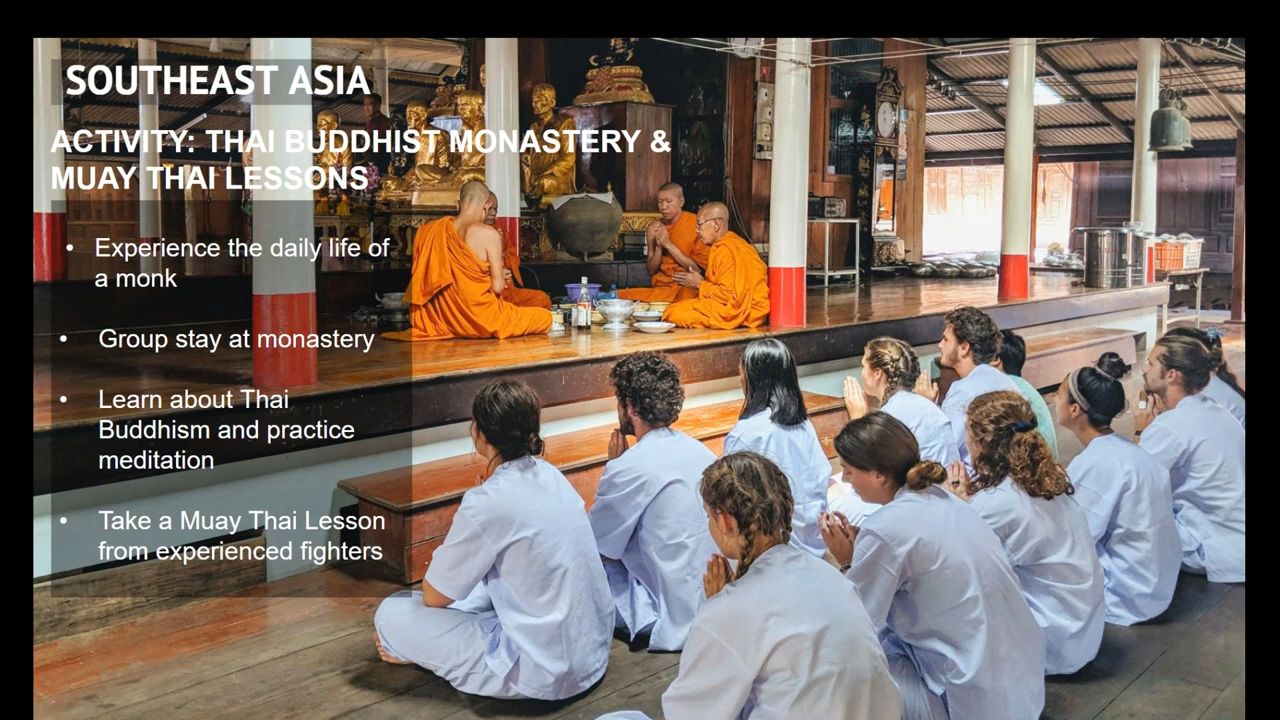 SOUTHEAST ASIA
ACTIVITY: THAI BUDDHIST MONASTERY &
MUAY THAI LESSONS
• Experience the daily life of
a monk
• Group stay at monastery
• Learn about Thai
Buddhism and practice
meditation
• Take a Muay Thai Lesson
from experienced fighters